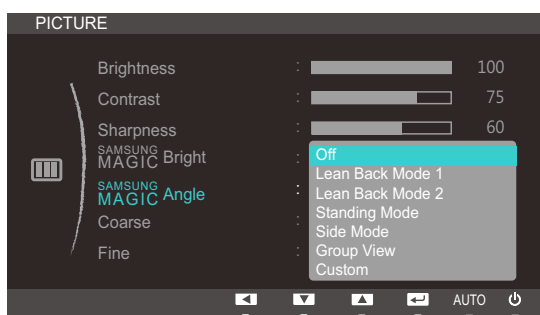 PICTURE
Brightness : 100
Contrast : 75
Sharpness : 60
SAMSUNG MAGIC Bright :
SAMSUNG MAGIC Angle :
Coarse :
Fine :
Off
Lean Back Mode 1
Lean Back Mode 2
Standing Mode
Side Mode
Group View
Custom
AUTO